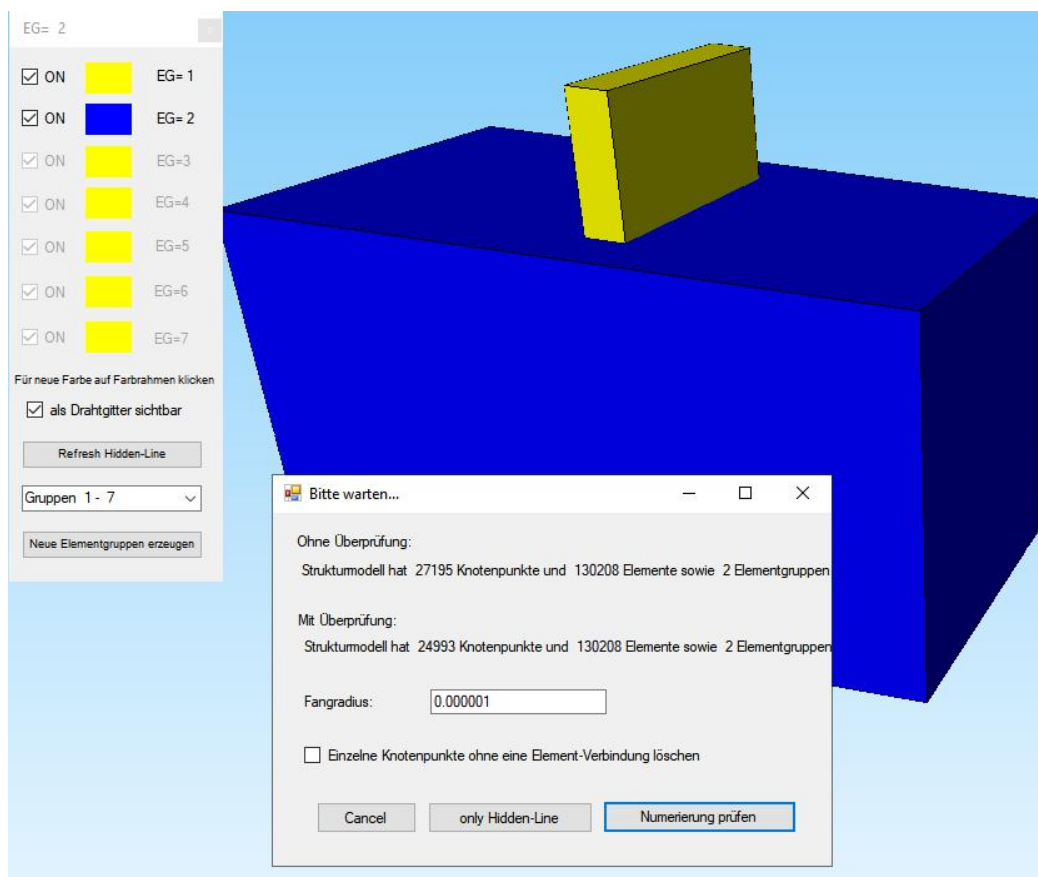 EG= 2
ON EG= 1
ON EG= 2
ON EG=3
ON EG=4
ON EG=5
ON EG=6
ON EG=7
Für neue Farbe auf Farbrahmen klicken
als Drahtgitter sichtbar
Refresh Hidden-Line
Gruppen 1 - 7
Neue Elementgruppen erzeugen
Bitte warten...
Ohne Überprüfung:
Strukturmodell hat 27195 Knotenpunkte und 130208 Elemente sowie 2 Elementgruppen
Mit Überprüfung:
Strukturmodell hat 24993 Knotenpunkte und 130208 Elemente sowie 2 Elementgruppen
Fangradius: 0.000001
Einzelne Knotenpunkte ohne eine Element-Verbindung löschen
Cancel only Hidden-Line Numerierung prüfen